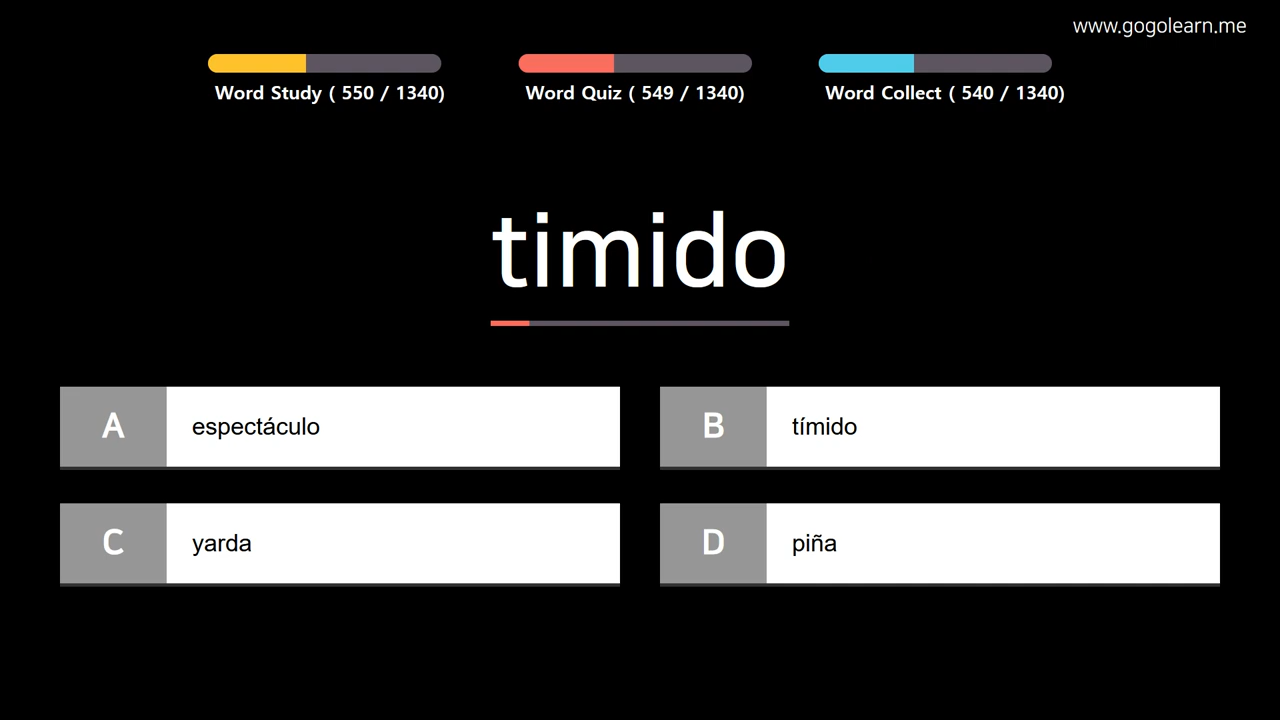 www.gogolearn.me
Word Study ( 550 / 1340)
Word Quiz ( 549 / 1340)
Word Collect ( 540 / 1340)
timido
A espectáculo
B tímido
C yarda
D piña